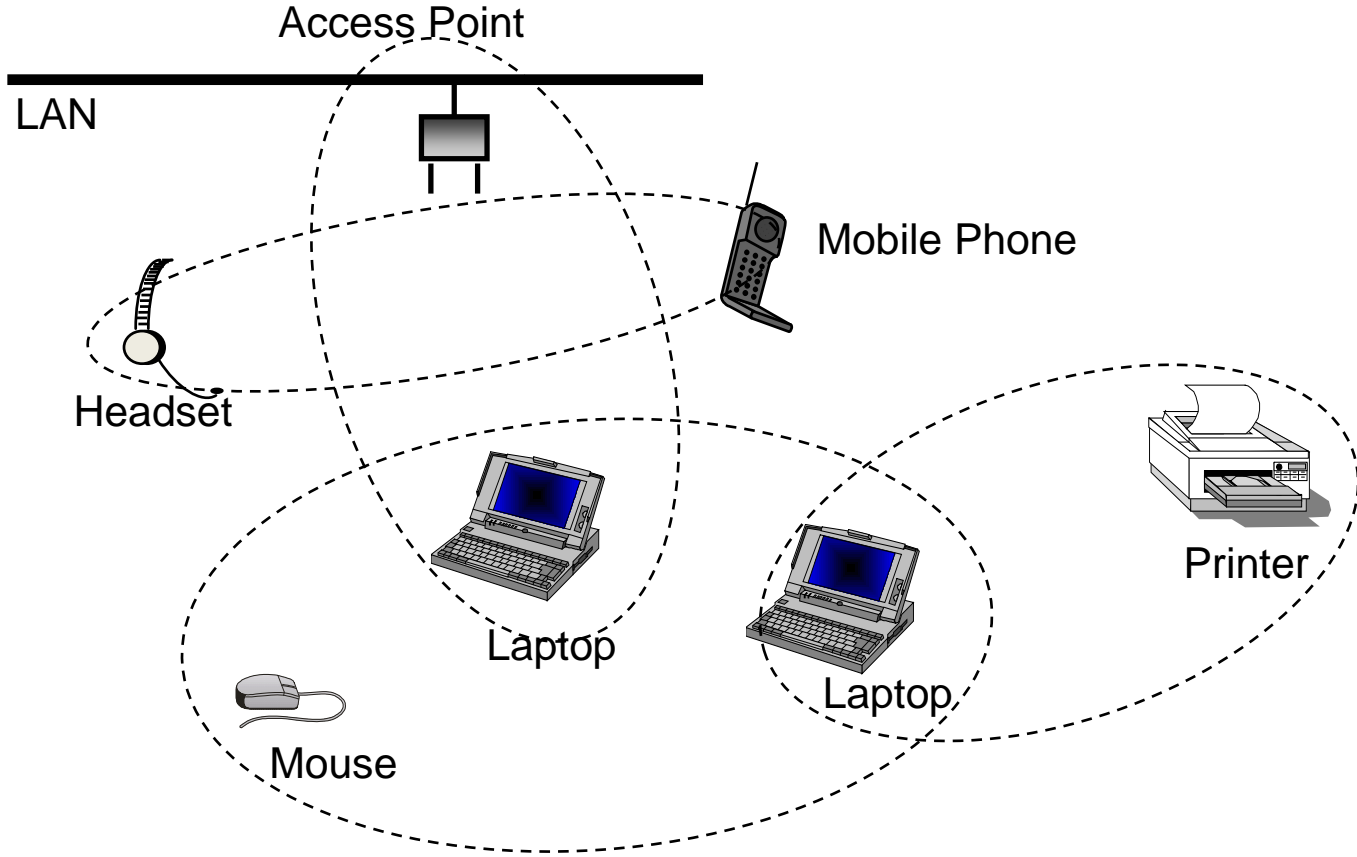 Access Point
LAN
Mobile Phone
Headset
Printer
Laptop
Laptop
Mouse